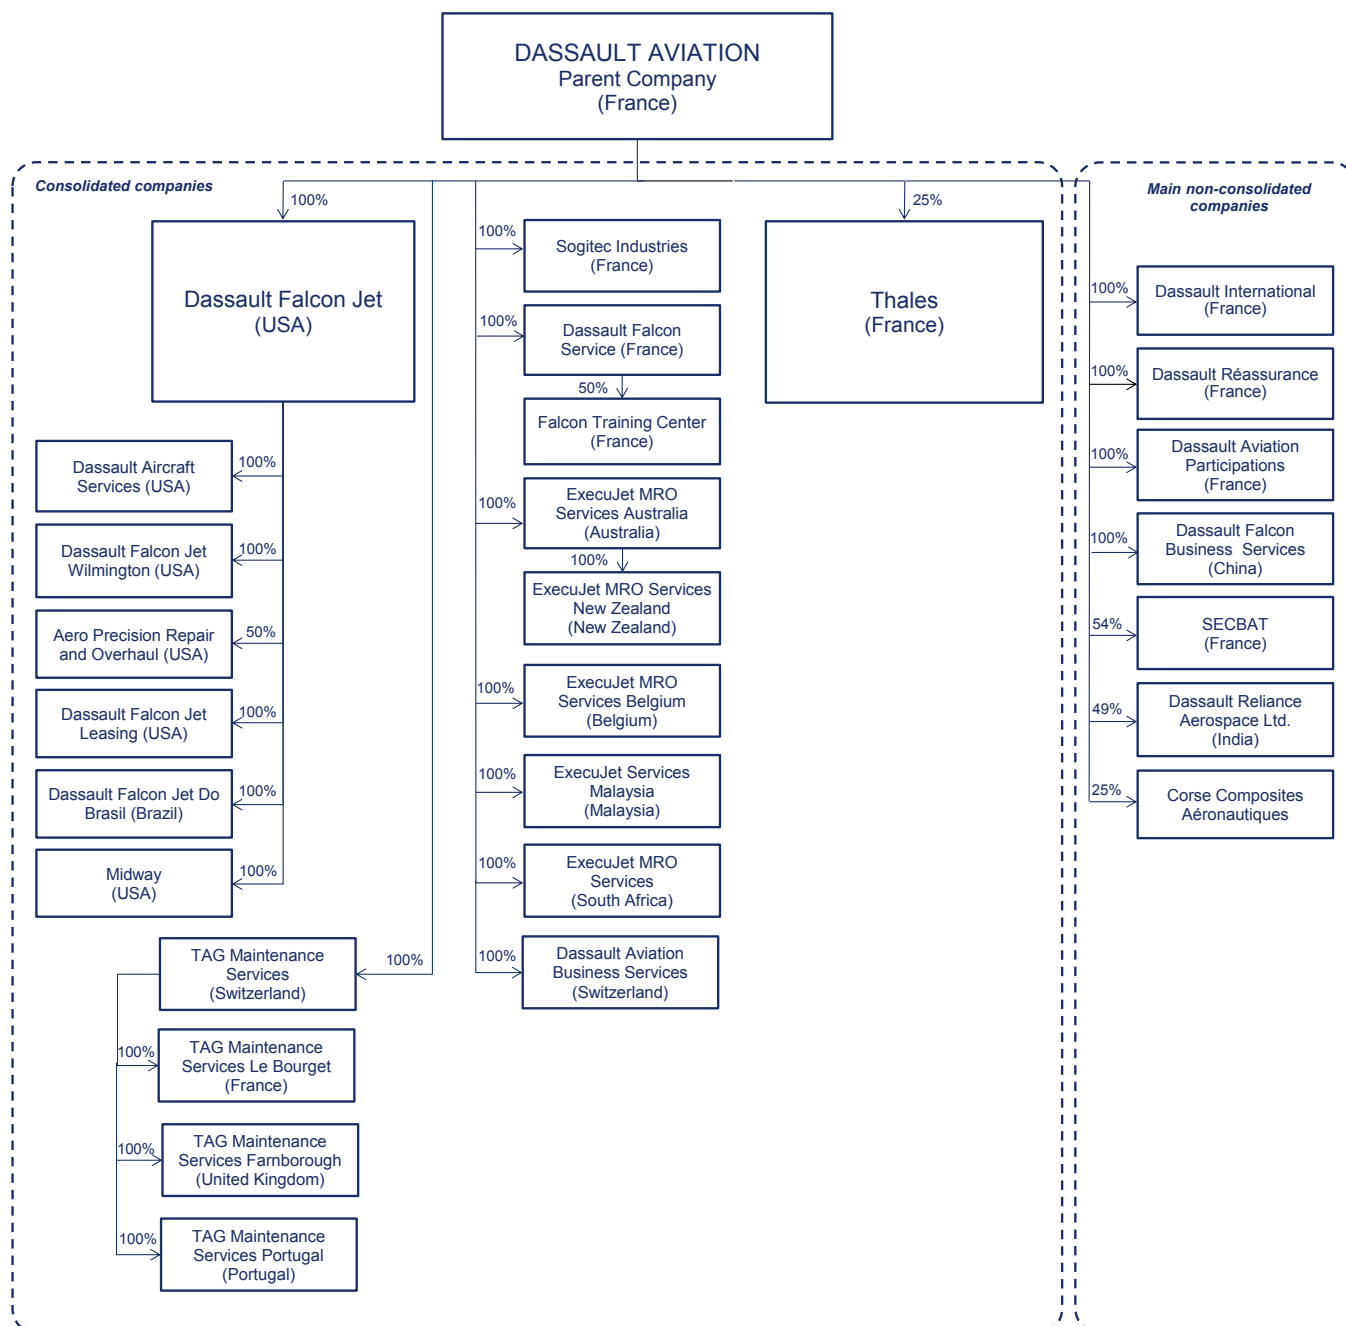 DASSAULT AVIATION
Parent Company
(France)
Consolidated companies
100%
Dassault Falcon Jet
(USA)
100%
Dassault Aircraft
Services (USA)
100%
Dassault Falcon Jet
Wilmington (USA)
50%
Aero Precision Repair
and Overhaul (USA)
100%
Dassault Falcon Jet
Leasing (USA)
100%
Dassault Falcon Jet Do
Brasil (Brazil)
100%
Midway
(USA)
100%
TAG Maintenance
Services
(Switzerland)
100%
TAG Maintenance
Services Le Bourget
(France)
100%
TAG Maintenance
Services Farnborough
(United Kingdom)
100%
TAG Maintenance
Services Portugal
(Portugal)
100%
Sogitec Industries
(France)
100%
Dassault Falcon
Service (France)
50%
Falcon Training Center
(France)
100%
ExecuJet MRO
Services Australia
(Australia)
100%
ExecuJet MRO Services
New Zealand
(New Zealand)
100%
ExecuJet MRO
Services Belgium
(Belgium)
100%
ExecuJet Services
Malaysia
(Malaysia)
100%
ExecuJet MRO
Services
(South Africa)
100%
Dassault Aviation
Business Services
(Switzerland)
25%
Thales
(France)
Main non-consolidated
companies
100%
Dassault International
(France)
100%
Dassault Réassurance
(France)
100%
Dassault Aviation
Participations
(France)
100%
Dassault Falcon
Business Services
(China)
54%
SECBAT
(France)
49%
Dassault Reliance
Aerospace Ltd.
(India)
25%
Corse Composites
Aéronautiques